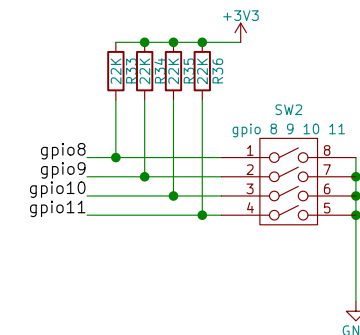 +3V3
22K R33 22K R34 22K R35 22K R36
SW2
gpio 8 9 10 11
gpio8 1 8
gpio9 2 7
gpio10 3 6
gpio11 4 5